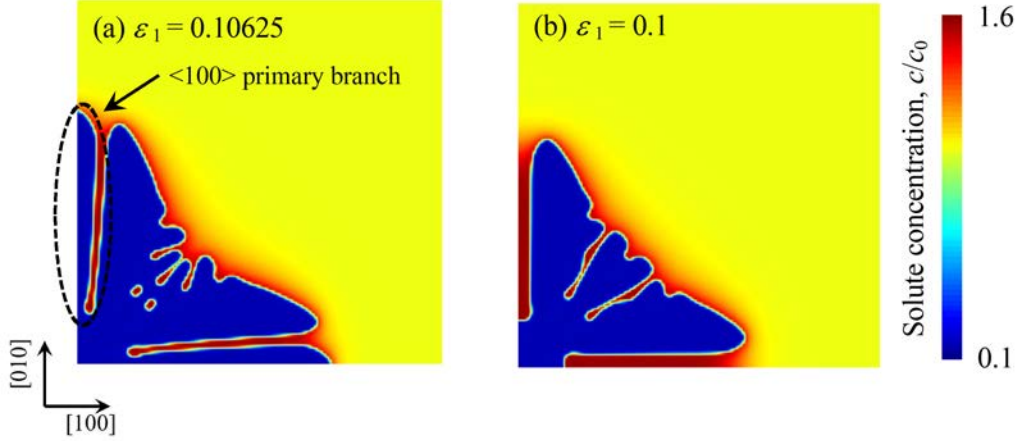 (a) ε₁ = 0.10625
<100> primary branch
[010]
[100]
(b) ε₁ = 0.1
1.6
Solute concentration, c/c₀
0.1